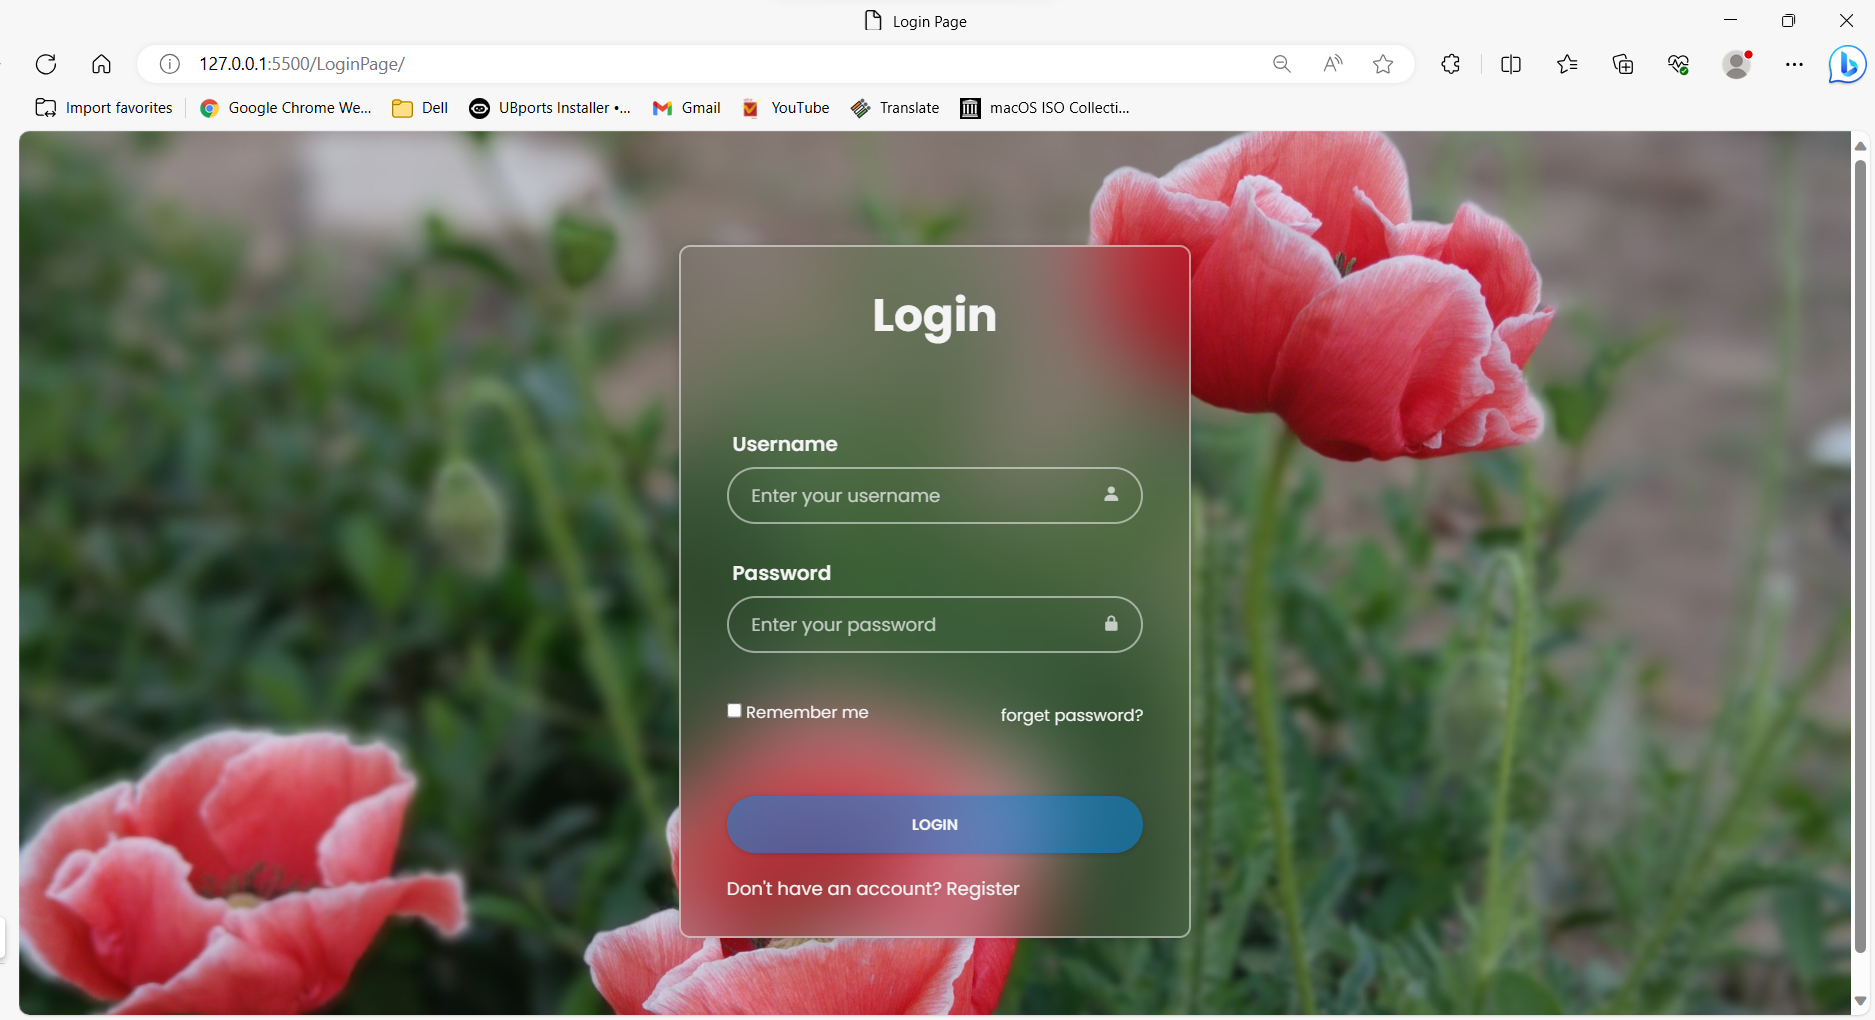 Login Page
127.0.0.1:5500/LoginPage/
Import favorites Google Chrome We... Dell UBports Installer •... Gmail YouTube Translate macOS ISO Collecti...
Login
Username
Enter your username
Password
Enter your password
Remember me forget password?
LOGIN
Don't have an account? Register